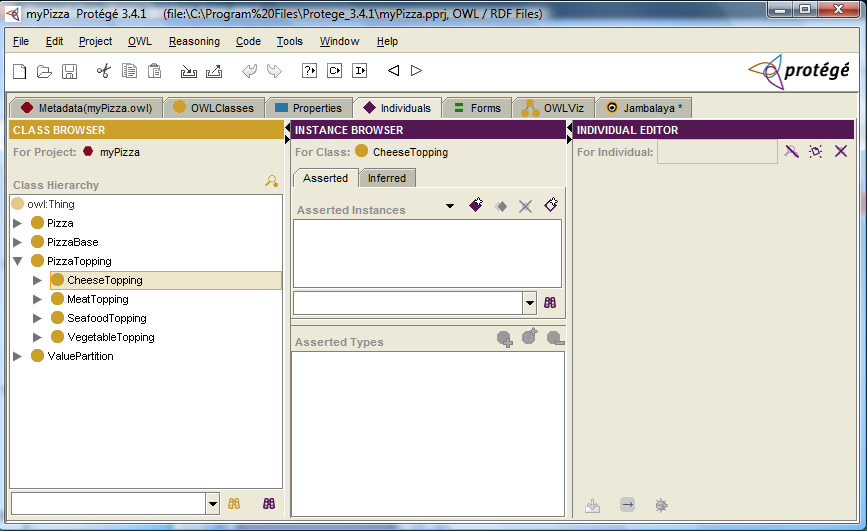 myPizza Protégé 3.4.1 (file:\C:\Program%20Files\Protege_3.4.1\myPizza.pprj, OWL / RDF Files)
File Edit Project OWL Reasoning Code Tools Window Help
protégé
Metadata(myPizza.owl) OWLClasses Properties Individuals Forms OWLViz Jambalaya *
CLASS BROWSER INSTANCE BROWSER INDIVIDUAL EDITOR
For Project: myPizza For Class: CheeseTopping For Individual:
Asserted Inferred
Class Hierarchy
owl:Thing Asserted Instances
Pizza
PizzaBase
PizzaTopping
CheeseTopping
MeatTopping
SeafoodTopping
VegetableTopping Asserted Types
ValuePartition